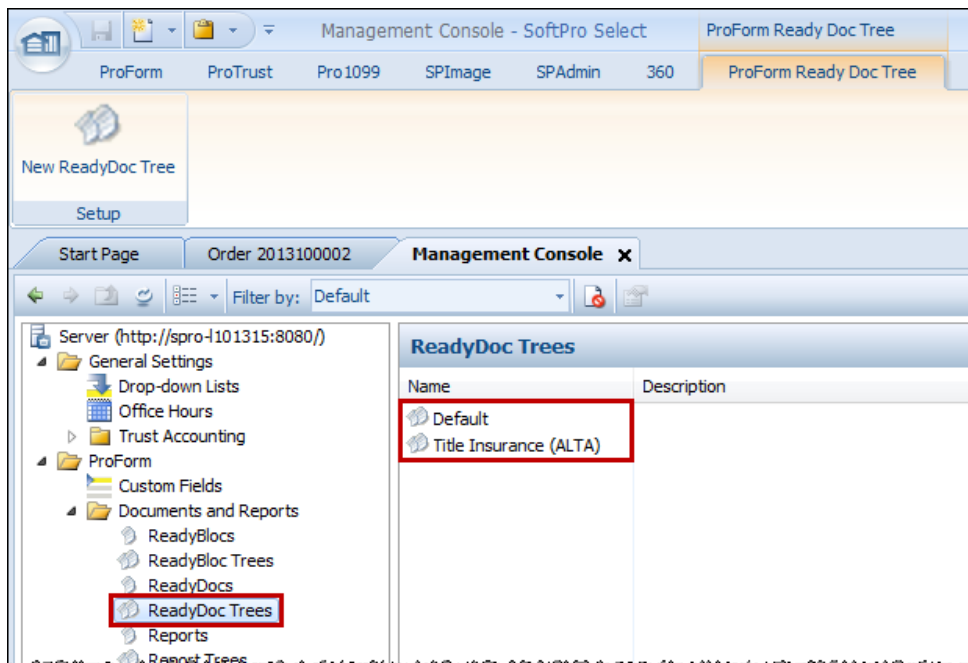 Management Console - SoftPro Select
ProForm Ready Doc Tree
ProForm
ProTrust
Pro1099
SPImage
SPAdmin
360
ProForm Ready Doc Tree
New ReadyDoc Tree
Setup
Start Page
Order 2013100002
Management Console
Filter by: Default
Server (http://spro-l101315:8080/)
General Settings
Drop-down Lists
Office Hours
Trust Accounting
ProForm
Custom Fields
Documents and Reports
ReadyBlocs
ReadyBloc Trees
ReadyDocs
ReadyDoc Trees
Reports
Report Trees
ReadyDoc Trees
Name
Description
Default
Title Insurance (ALTA)